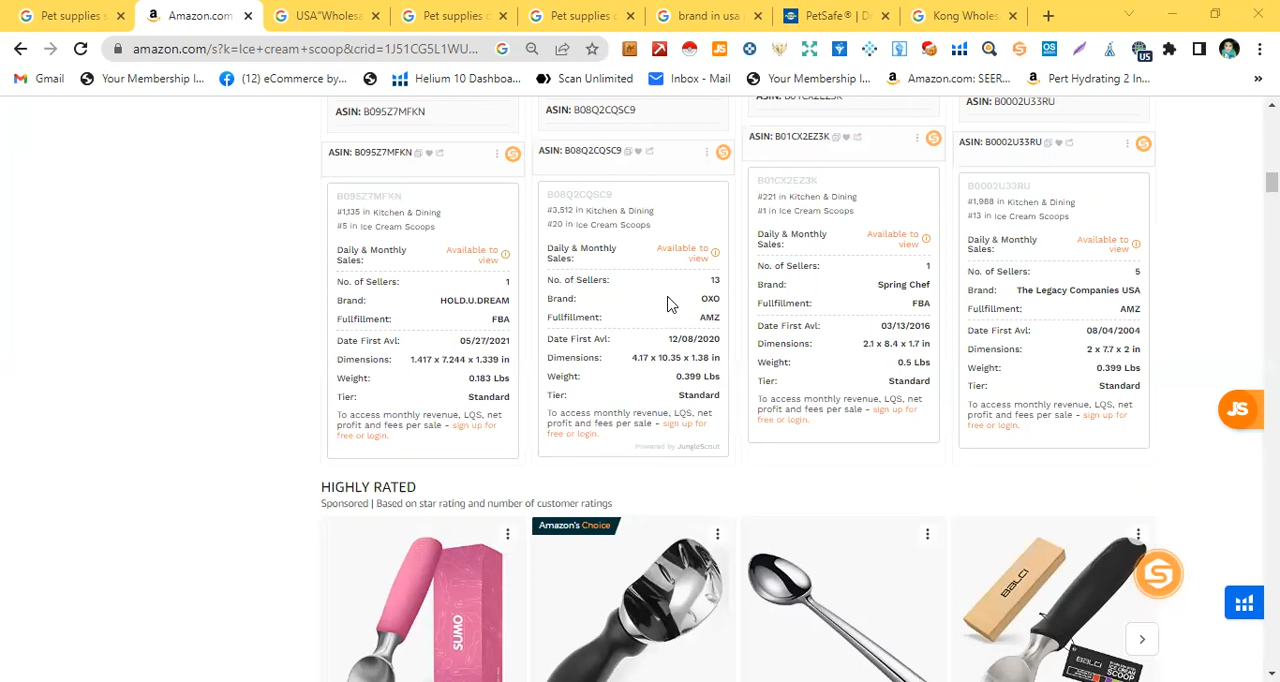 Pet supplies s
Amazon.com
USA"Wholesa
Pet supplies c
Pet supplies c
brand in usa p
PetSafe® | D
Kong Wholes
amazon.com/s?k=Ice+cream+scoop&crid=1J51CG5L1WU...
US
Gmail
Your Membership I...
(12) eCommerce by...
Helium 10 Dashboa...
Scan Unlimited
Inbox - Mail
Your Membership I...
Amazon.com: SEER...
Pert Hydrating 2 In...
»
ASIN: B095Z7MFKN
ASIN: B095Z7MFKN
B095Z7MFKN
#1,135 in Kitchen & Dining
#5 in Ice Cream Scoops
Daily & Monthly Sales: Available to view
No. of Sellers: 1
Brand: HOLD.U.DREAM
Fullfillment: FBA
Date First Avl: 05/27/2021
Dimensions: 1.417 x 7.244 x 1.339 in
Weight: 0.183 Lbs
Tier: Standard
To access monthly revenue, LQS, net
profit and fees per sale - sign up for
free or login.
ASIN: B08Q2CQSC9
ASIN: B08Q2CQSC9
B08Q2CQSC9
#3,512 in Kitchen & Dining
#20 in Ice Cream Scoops
Daily & Monthly Sales: Available to view
No. of Sellers: 13
Brand: OXO
Fullfillment: AMZ
Date First Avl: 12/08/2020
Dimensions: 4.17 x 10.35 x 1.38 in
Weight: 0.399 Lbs
Tier: Standard
To access monthly revenue, LQS, net
profit and fees per sale - sign up for
free or login.
Powered by JungleScout
ASIN: B01CX2EZ3K
ASIN: B01CX2EZ3K
B01CX2EZ3K
#221 in Kitchen & Dining
#1 in Ice Cream Scoops
Daily & Monthly Sales: Available to view
No. of Sellers: 1
Brand: Spring Chef
Fullfillment: FBA
Date First Avl: 03/13/2016
Dimensions: 2.1 x 8.4 x 1.7 in
Weight: 0.5 Lbs
Tier: Standard
To access monthly revenue, LQS, net
profit and fees per sale - sign up for
free or login.
ASIN: B0002U33RU
ASIN: B0002U33RU
B0002U33RU
#1,988 in Kitchen & Dining
#13 in Ice Cream Scoops
Daily & Monthly Sales: Available to view
No. of Sellers: 5
Brand: The Legacy Companies USA
Fullfillment: AMZ
Date First Avl: 08/04/2004
Dimensions: 2 x 7.7 x 2 in
Weight: 0.399 Lbs
Tier: Standard
To access monthly revenue, LQS, net
profit and fees per sale - sign up for
free or login.
JS
HIGHLY RATED
Sponsored | Based on star rating and number of customer ratings
Amazon's Choice
SUMO
BALCI
BALCI